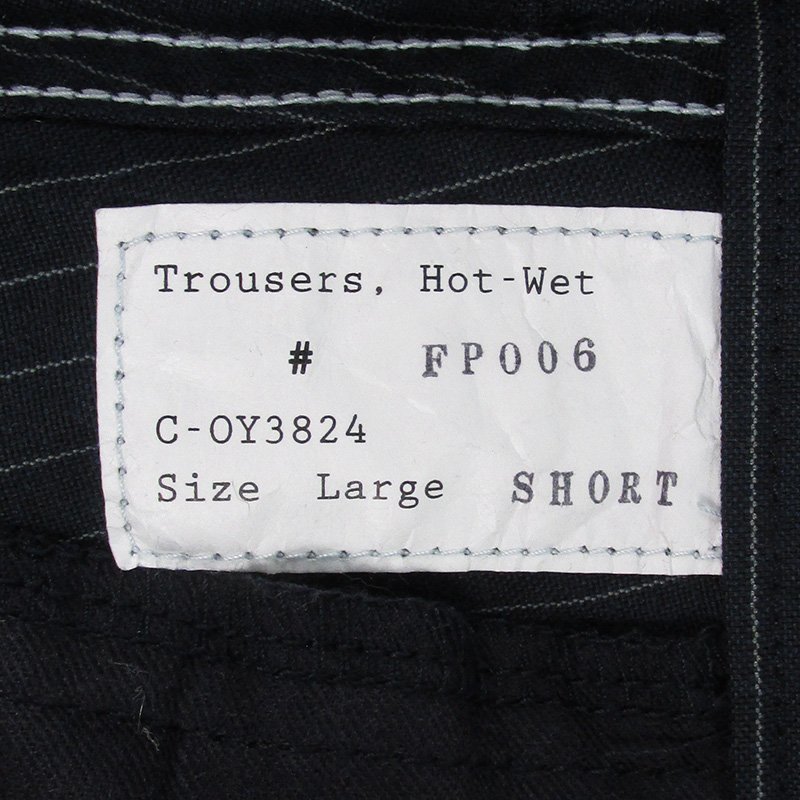 Trousers, Hot-Wet
# FP006
C-OY3824
Size Large SHORT